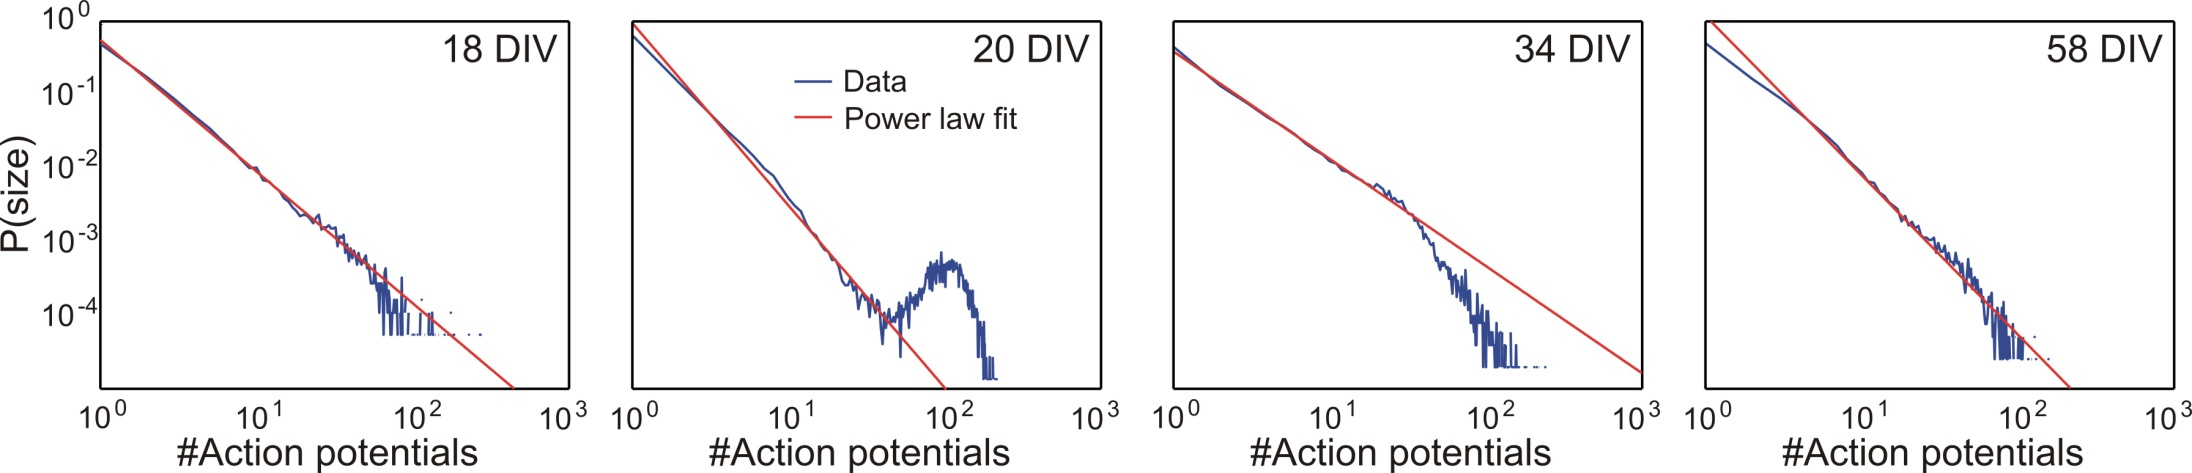 10^0
10^-1
10^-2
10^-3
10^-4
P(size)
18 DIV
20 DIV
Data
Power law fit
34 DIV
58 DIV
10^0 10^1 10^2 10^3
10^0 10^1 10^2 10^3
10^0 10^1 10^2 10^3
10^0 10^1 10^2 10^3
#Action potentials
#Action potentials
#Action potentials
#Action potentials